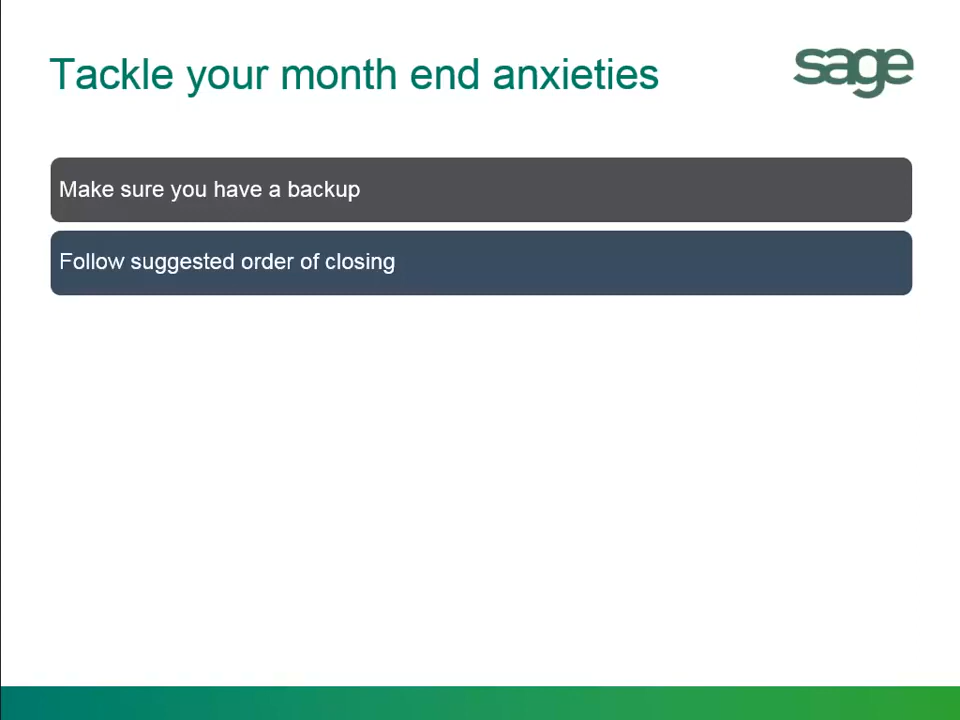 Tackle your month end anxieties
sage
Make sure you have a backup
Follow suggested order of closing